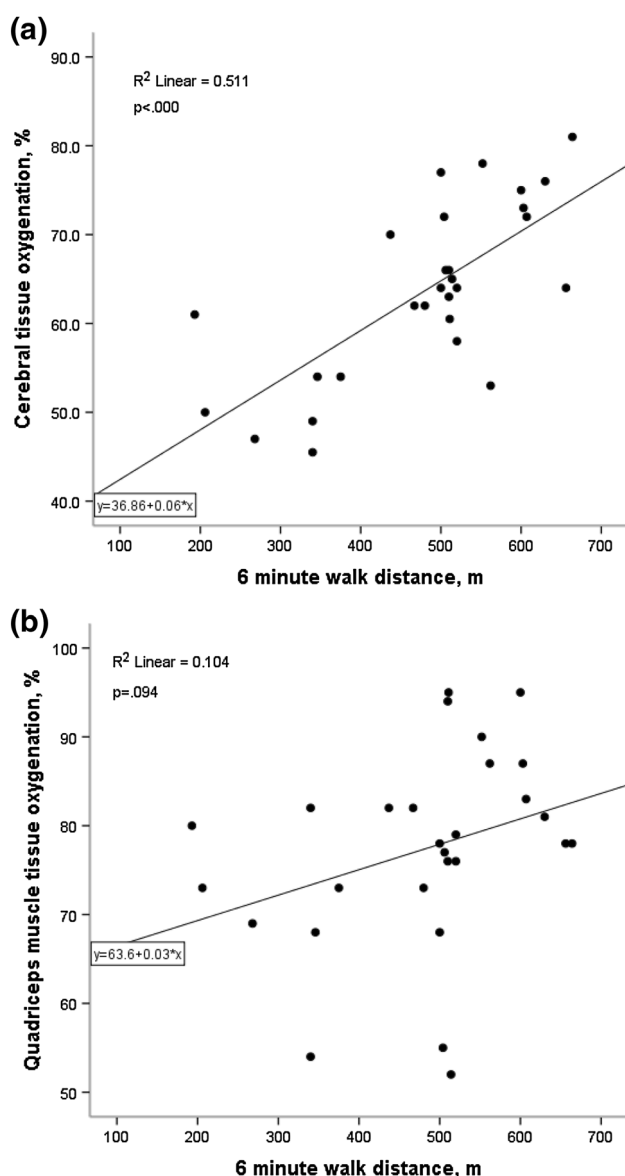 (a)
90.0
R² Linear = 0.511
p<.000
80.0
70.0
60.0
50.0
40.0
Cerebral tissue oxygenation, %
y=36.86+0.06*x
100 200 300 400 500 600 700
6 minute walk distance, m
(b)
100
R² Linear = 0.104
p=.094
90
80
70
60
50
Quadriceps muscle tissue oxygenation, %
y=63.6+0.03*x
100 200 300 400 500 600 700
6 minute walk distance, m